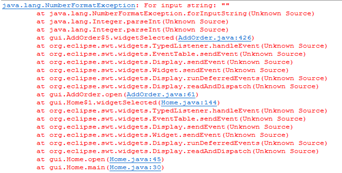 java.lang.NumberFormatException: For input string: ""
at java.lang.NumberFormatException.forInputString(Unknown Source)
at java.lang.Integer.parseInt(Unknown Source)
at java.lang.Integer.parseInt(Unknown Source)
at gui.AddOrder$5.widgetSelected(AddOrder.java:426)
at org.eclipse.swt.widgets.TypedListener.handleEvent(Unknown Source)
at org.eclipse.swt.widgets.EventTable.sendEvent(Unknown Source)
at org.eclipse.swt.widgets.Display.sendEvent(Unknown Source)
at org.eclipse.swt.widgets.Widget.sendEvent(Unknown Source)
at org.eclipse.swt.widgets.Display.runDeferredEvents(Unknown Source)
at org.eclipse.swt.widgets.Display.readAndDispatch(Unknown Source)
at gui.AddOrder.open(AddOrder.java:61)
at gui.Home$1.widgetSelected(Home.java:164)
at org.eclipse.swt.widgets.TypedListener.handleEvent(Unknown Source)
at org.eclipse.swt.widgets.EventTable.sendEvent(Unknown Source)
at org.eclipse.swt.widgets.Display.sendEvent(Unknown Source)
at org.eclipse.swt.widgets.Widget.sendEvent(Unknown Source)
at org.eclipse.swt.widgets.Display.runDeferredEvents(Unknown Source)
at org.eclipse.swt.widgets.Display.readAndDispatch(Unknown Source)
at gui.Home.open(Home.java:45)
at gui.Home.main(Home.java:30)